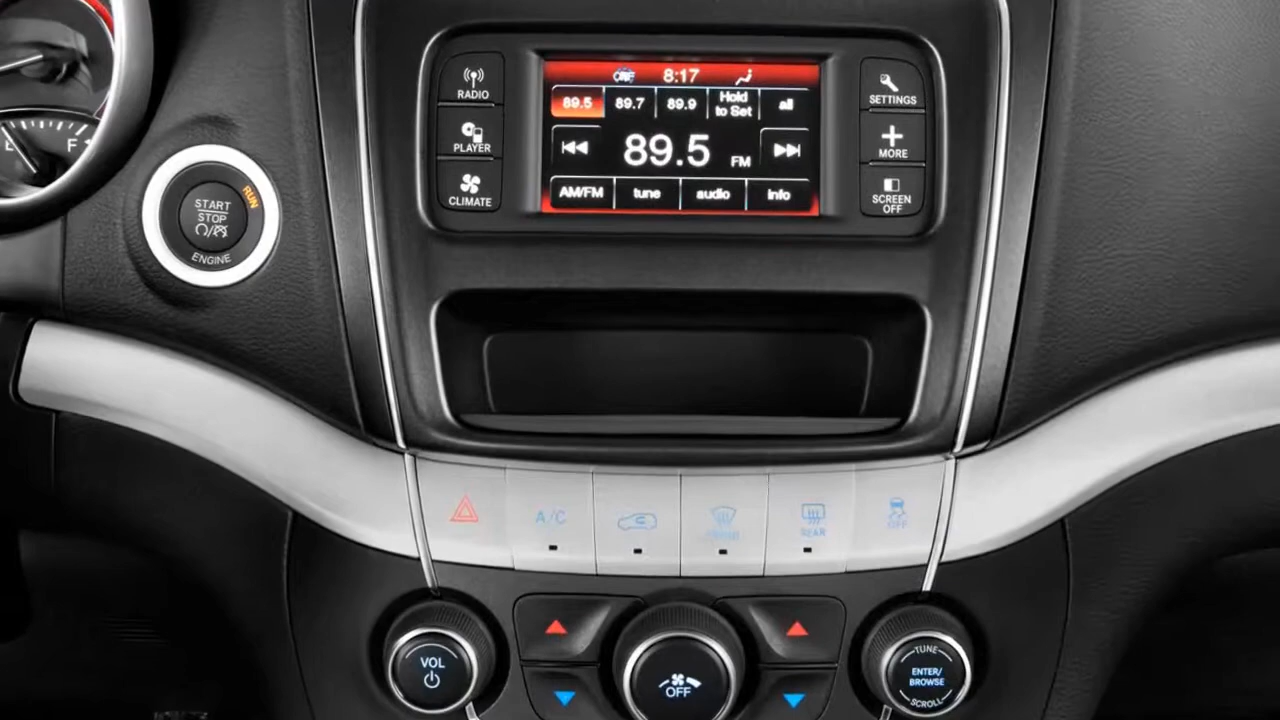 E F
RUN
START
STOP
ENGINE
RADIO
PLAYER
CLIMATE
8:17
89.5 89.7 89.9 Hold to Set all
89.5 FM
AM/FM tune audio info
SETTINGS
MORE
SCREEN
OFF
A/C
REAR
OFF
VOL
OFF
TUNE
ENTER/
BROWSE
SCROLL